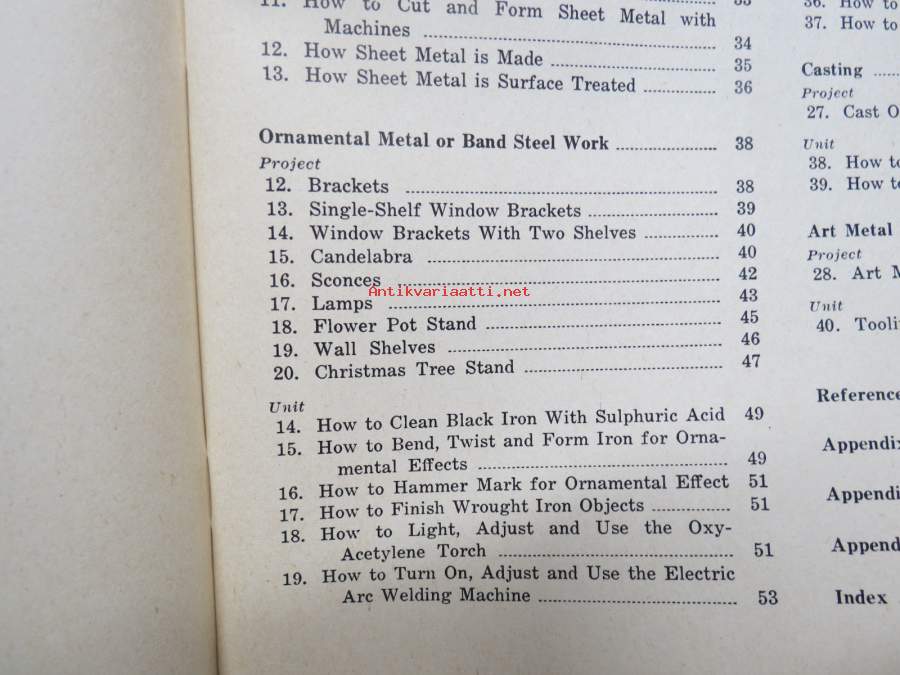 11. How to Cut and Form Sheet Metal with
Machines 34
12. How Sheet Metal is Made 35
13. How Sheet Metal is Surface Treated 36
Ornamental Metal or Band Steel Work 38
Project
12. Brackets 38
13. Single-Shelf Window Brackets 39
14. Window Brackets With Two Shelves 40
15. Candelabra 40
16. Sconces 42
Antikvariaatti.net
17. Lamps 43
18. Flower Pot Stand 45
19. Wall Shelves 46
20. Christmas Tree Stand 47
Unit
14. How to Clean Black Iron With Sulphuric Acid 49
15. How to Bend, Twist and Form Iron for Orna-
mental Effects 49
16. How to Hammer Mark for Ornamental Effect 51
17. How to Finish Wrought Iron Objects 51
18. How to Light, Adjust and Use the Oxy-
Acetylene Torch 51
19. How to Turn On, Adjust and Use the Electric
Arc Welding Machine 53
36. How to
37. How to
Casting
Project
27. Cast
Unit
38. How
39. How
Art Metal
Project
28. Art
Unit
40.
Index